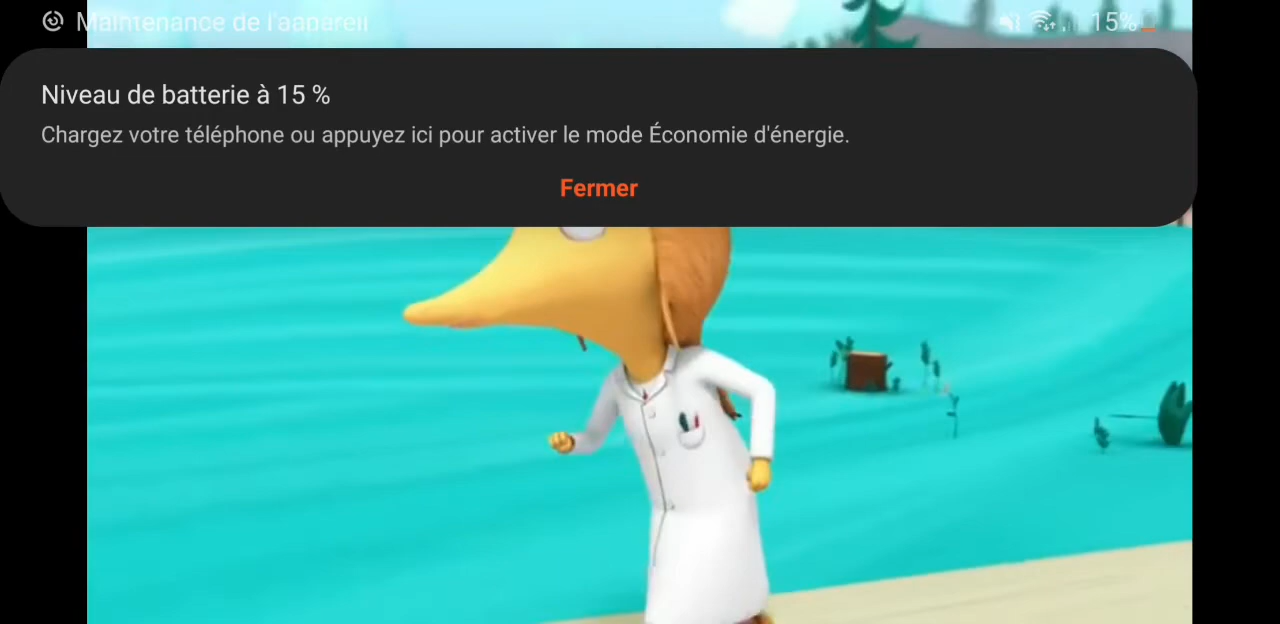 Maintenance de l'appareil
15%
Niveau de batterie à 15 %
Chargez votre téléphone ou appuyez ici pour activer le mode Économie d'énergie.
Fermer